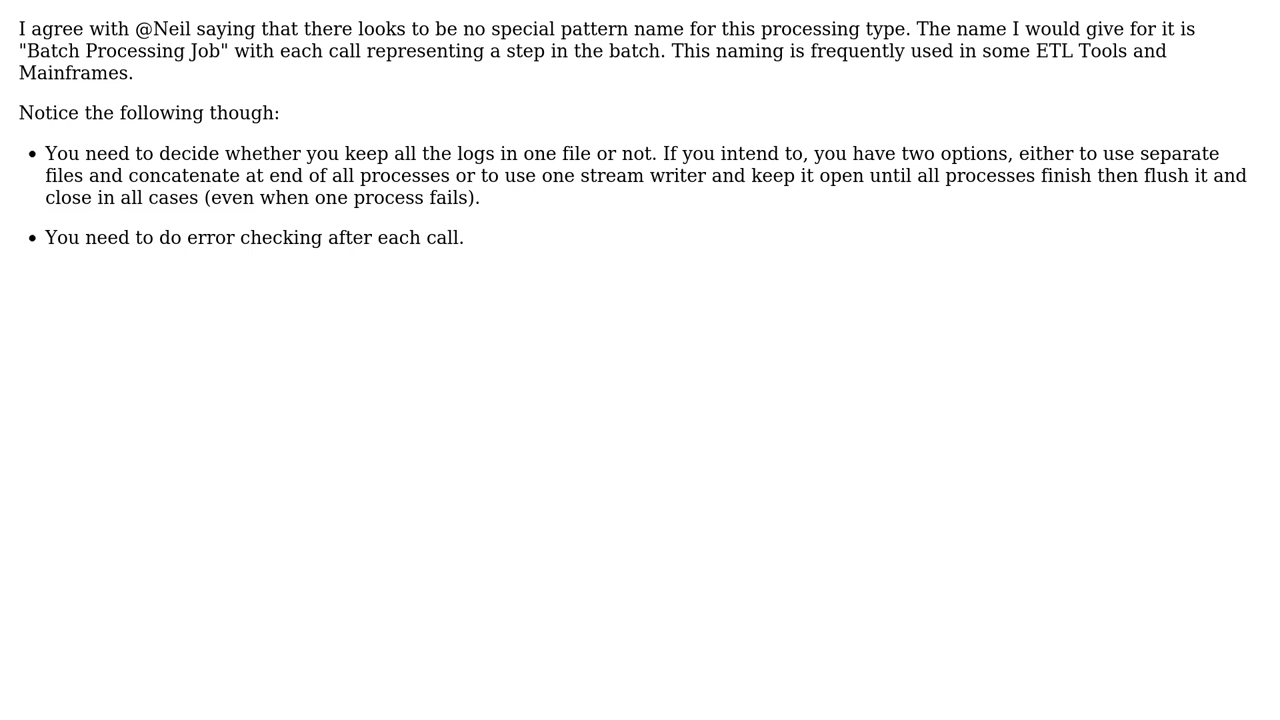 I agree with @Neil saying that there looks to be no special pattern name for this processing type. The name I would give for it is
"Batch Processing Job" with each call representing a step in the batch. This naming is frequently used in some ETL Tools and
Mainframes.
Notice the following though:
• You need to decide whether you keep all the logs in one file or not. If you intend to, you have two options, either to use separate
files and concatenate at end of all processes or to use one stream writer and keep it open until all processes finish then flush it and
close in all cases (even when one process fails).
• You need to do error checking after each call.